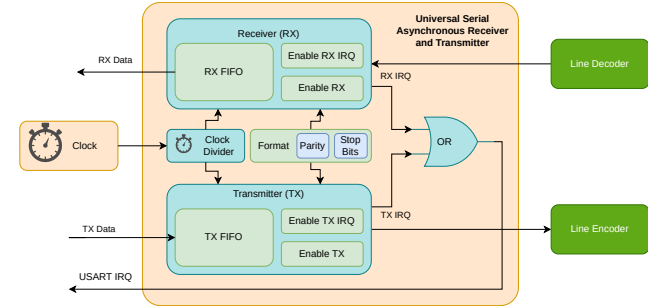 Universal Serial
Asynchronous Receiver
and Transmitter
Receiver (RX)
RX FIFO
Enable RX IRQ
Enable RX
RX Data
RX IRQ
Line Decoder
Clock
Clock
Divider
Format
Parity
Stop
Bits
OR
Transmitter (TX)
TX FIFO
Enable TX IRQ
Enable TX
TX Data
TX IRQ
Line Encoder
USART IRQ